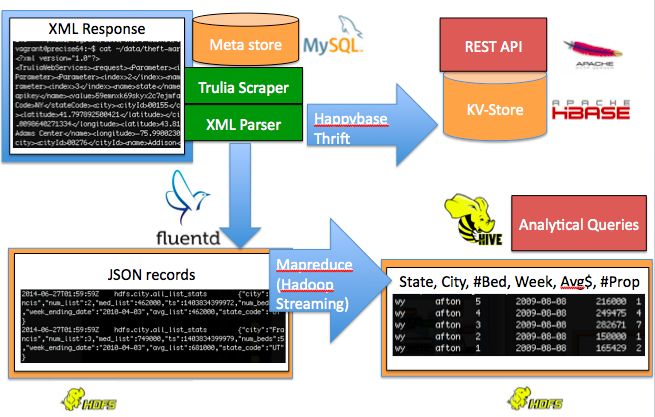 XML Response
vagrant@precise64:~$ cat ~/data/theft-mar
<?xml version="1.0"?>
<TruliaWebServices><request><Parameter><i
Parameter><Parameter><index>2</index><nam
rameter><index>3</index><name>state</name
apikey</name><value>59emnxk69skyx2c7ejmfa
Code>NY</stateCode><city><cityId>00155</c
><latitude>41.797892500421</latitude></ci
.0098640271334</longitude><latitude>43.81
Adams Center</name><longitude>-75.9900230
city><cityId>00276</cityId><name>Addison<
Meta store
MySQL
Trulia Scraper
XML Parser
Happybase
Thrift
REST API
APACHE
KV-Store
APACHE
HBASE
fluentd
HIVE
Analytical Queries
JSON records
2014-06-27T01:59:59Z hdfs.city.all_list_stats {"city":"Fra
ncis","num_list":2,"med_list":462000,"ts":1403834399972,"num_bed
,"week_ending_date":"2010-04-03","avg_list":462000,"state_code":
}
2014-06-27T01:59:59Z hdfs.city.all_list_stats {"city":"Fra
ncis","num_list":3,"med_list":749000,"ts":1403834399979,"num_beds":5
,"week_ending_date":"2010-04-03","avg_list":681000,"state_code":"UT"
}
Mapreduce
(Hadoop
Streaming)
State, City, #Bed, Week, Avg$, #Prop
wy afton 5 2009-08-08 216000 1
wy afton 4 2009-08-08 249475 4
wy afton 3 2009-08-08 282671 7
wy afton 2 2009-08-08 150000 1
wy afton 1 2009-08-08 165429 2
HDFS
HDFS